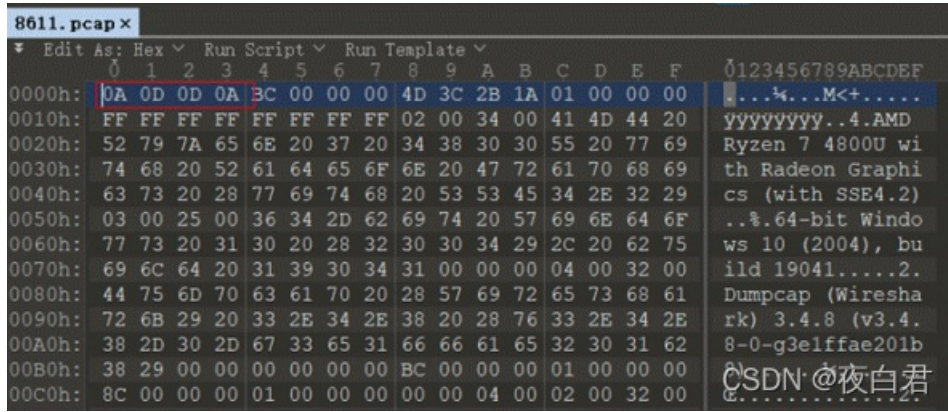 8611.pcap ×
Edit As: Hex Run Script Run Template
0 1 2 3 4 5 6 7 8 9 A B C D E F 0123456789ABCDEF
0000h: 0A 0D 0D 0A BC 00 00 00 4D 3C 2B 1A 01 00 00 00 ....¼...M<+.....
0010h: FF FF FF FF FF FF FF FF 02 00 34 00 41 4D 44 20 ÿÿÿÿÿÿÿÿ..4.AMD
0020h: 52 79 7A 65 6E 20 37 20 34 38 30 30 55 20 77 69 Ryzen 7 4800U wi
0030h: 74 68 20 52 61 64 65 6F 6E 20 47 72 61 70 68 69 th Radeon Graphi
0040h: 63 73 20 28 77 69 74 68 20 53 53 45 34 2E 32 29 cs (with SSE4.2)
0050h: 03 00 25 00 36 34 2D 62 69 74 20 57 69 6E 64 6F ..%.64-bit Windo
0060h: 77 73 20 31 30 20 28 32 30 30 34 29 2C 20 62 75 ws 10 (2004), bu
0070h: 69 6C 64 20 31 39 30 34 31 00 00 00 04 00 32 00 ild 19041.....2.
0080h: 44 75 6D 70 63 61 70 20 28 57 69 72 65 73 68 61 Dumpcap (Wiresha
0090h: 72 6B 29 20 33 2E 34 2E 38 20 28 76 33 2E 34 2E rk) 3.4.8 (v3.4.
00A0h: 38 2D 30 2D 67 33 65 31 66 66 61 65 32 30 31 62 8-0-g3e1ffae201b
00B0h: 38 29 00 00 00 00 00 00 BC 00 00 00 01 00 00 00
00C0h: 8C 00 00 00 01 00 00 00 00 00 04 00 02 00 32 00
CSDN @夜白君